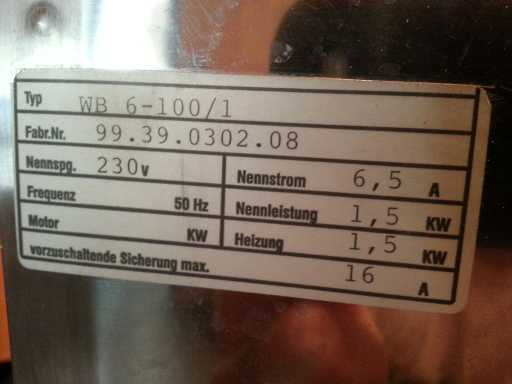 Typ WB 6-100/1
Fabr.Nr. 99.39.0302.08
Nennspg. 230v Nennstrom 6,5 A
Frequenz 50 Hz Nennleistung 1,5 KW
Motor KW Heizung 1,5 KW
vorzuschaltende Sicherung max. 16 A